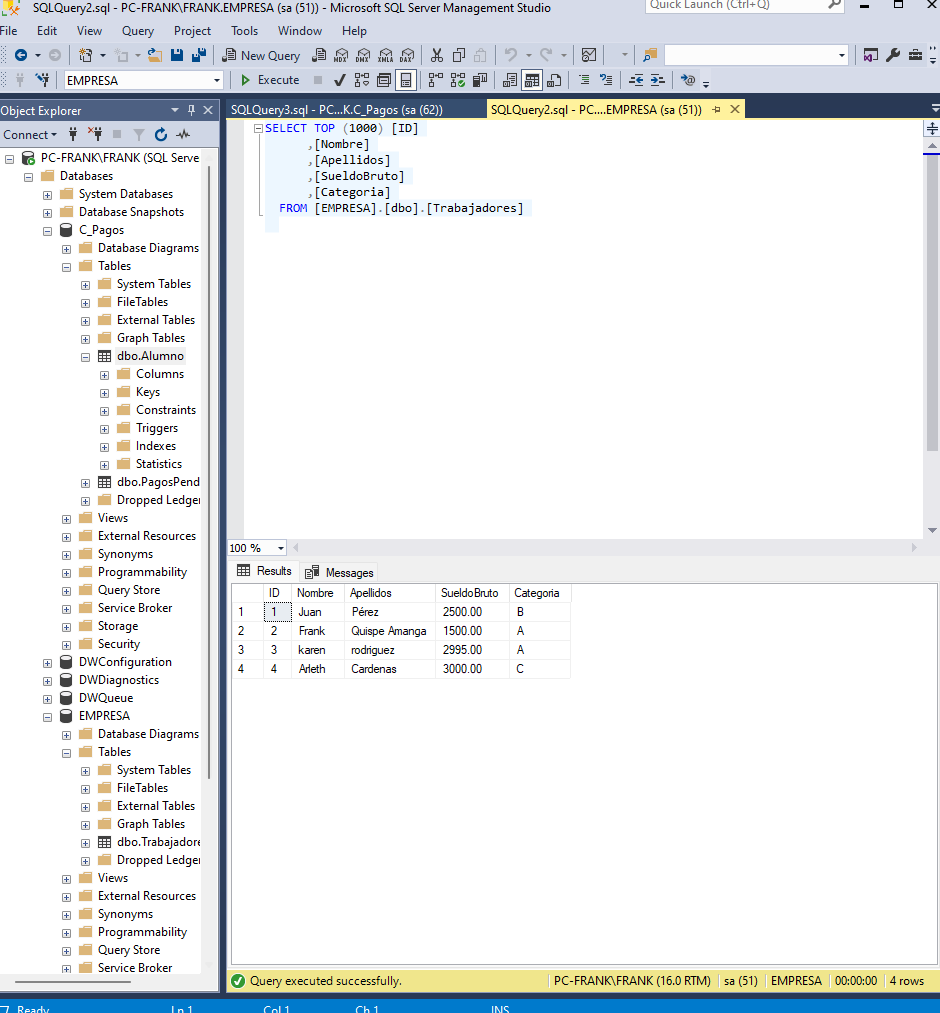 SQLQuery2.sql - PC-FRANK\FRANK.EMPRESA (sa (51)) - Microsoft SQL Server Management Studio
Quick Launch (Ctrl+Q)
File Edit View Query Project Tools Window Help
New Query MDX DMX XMLA DAX
EMPRESA Execute
Object Explorer
Connect
PC-FRANK\FRANK (SQL Serve
Databases
System Databases
Database Snapshots
C_Pagos
Database Diagrams
Tables
System Tables
FileTables
External Tables
Graph Tables
dbo.Alumno
Columns
Keys
Constraints
Triggers
Indexes
Statistics
dbo.PagosPend
Dropped Ledger
Views
External Resources
Synonyms
Programmability
Query Store
Service Broker
Storage
Security
DWConfiguration
DWDiagnostics
DWQueue
EMPRESA
Database Diagrams
Tables
System Tables
FileTables
External Tables
Graph Tables
dbo.Trabajadore
Dropped Ledger
Views
External Resources
Synonyms
Programmability
Query Store
Service Broker
SQLQuery3.sql - PC...K.C_Pagos (sa (62))
SQLQuery2.sql - PC....EMPRESA (sa (51))
SELECT TOP (1000) [ID]
,[Nombre]
,[Apellidos]
,[SueldoBruto]
,[Categoria]
FROM [EMPRESA].[dbo].[Trabajadores]
100 %
Results Messages
ID Nombre Apellidos SueldoBruto Categoria
1 1 Juan Pérez 2500.00 B
2 2 Frank Quispe Amanga 1500.00 A
3 3 karen rodriguez 2995.00 A
4 4 Arleth Cardenas 3000.00 C
Query executed successfully. PC-FRANK\FRANK (16.0 RTM) sa (51) EMPRESA 00:00:00 4 rows
Ready Ln 1 Col 1 Ch 1 INS